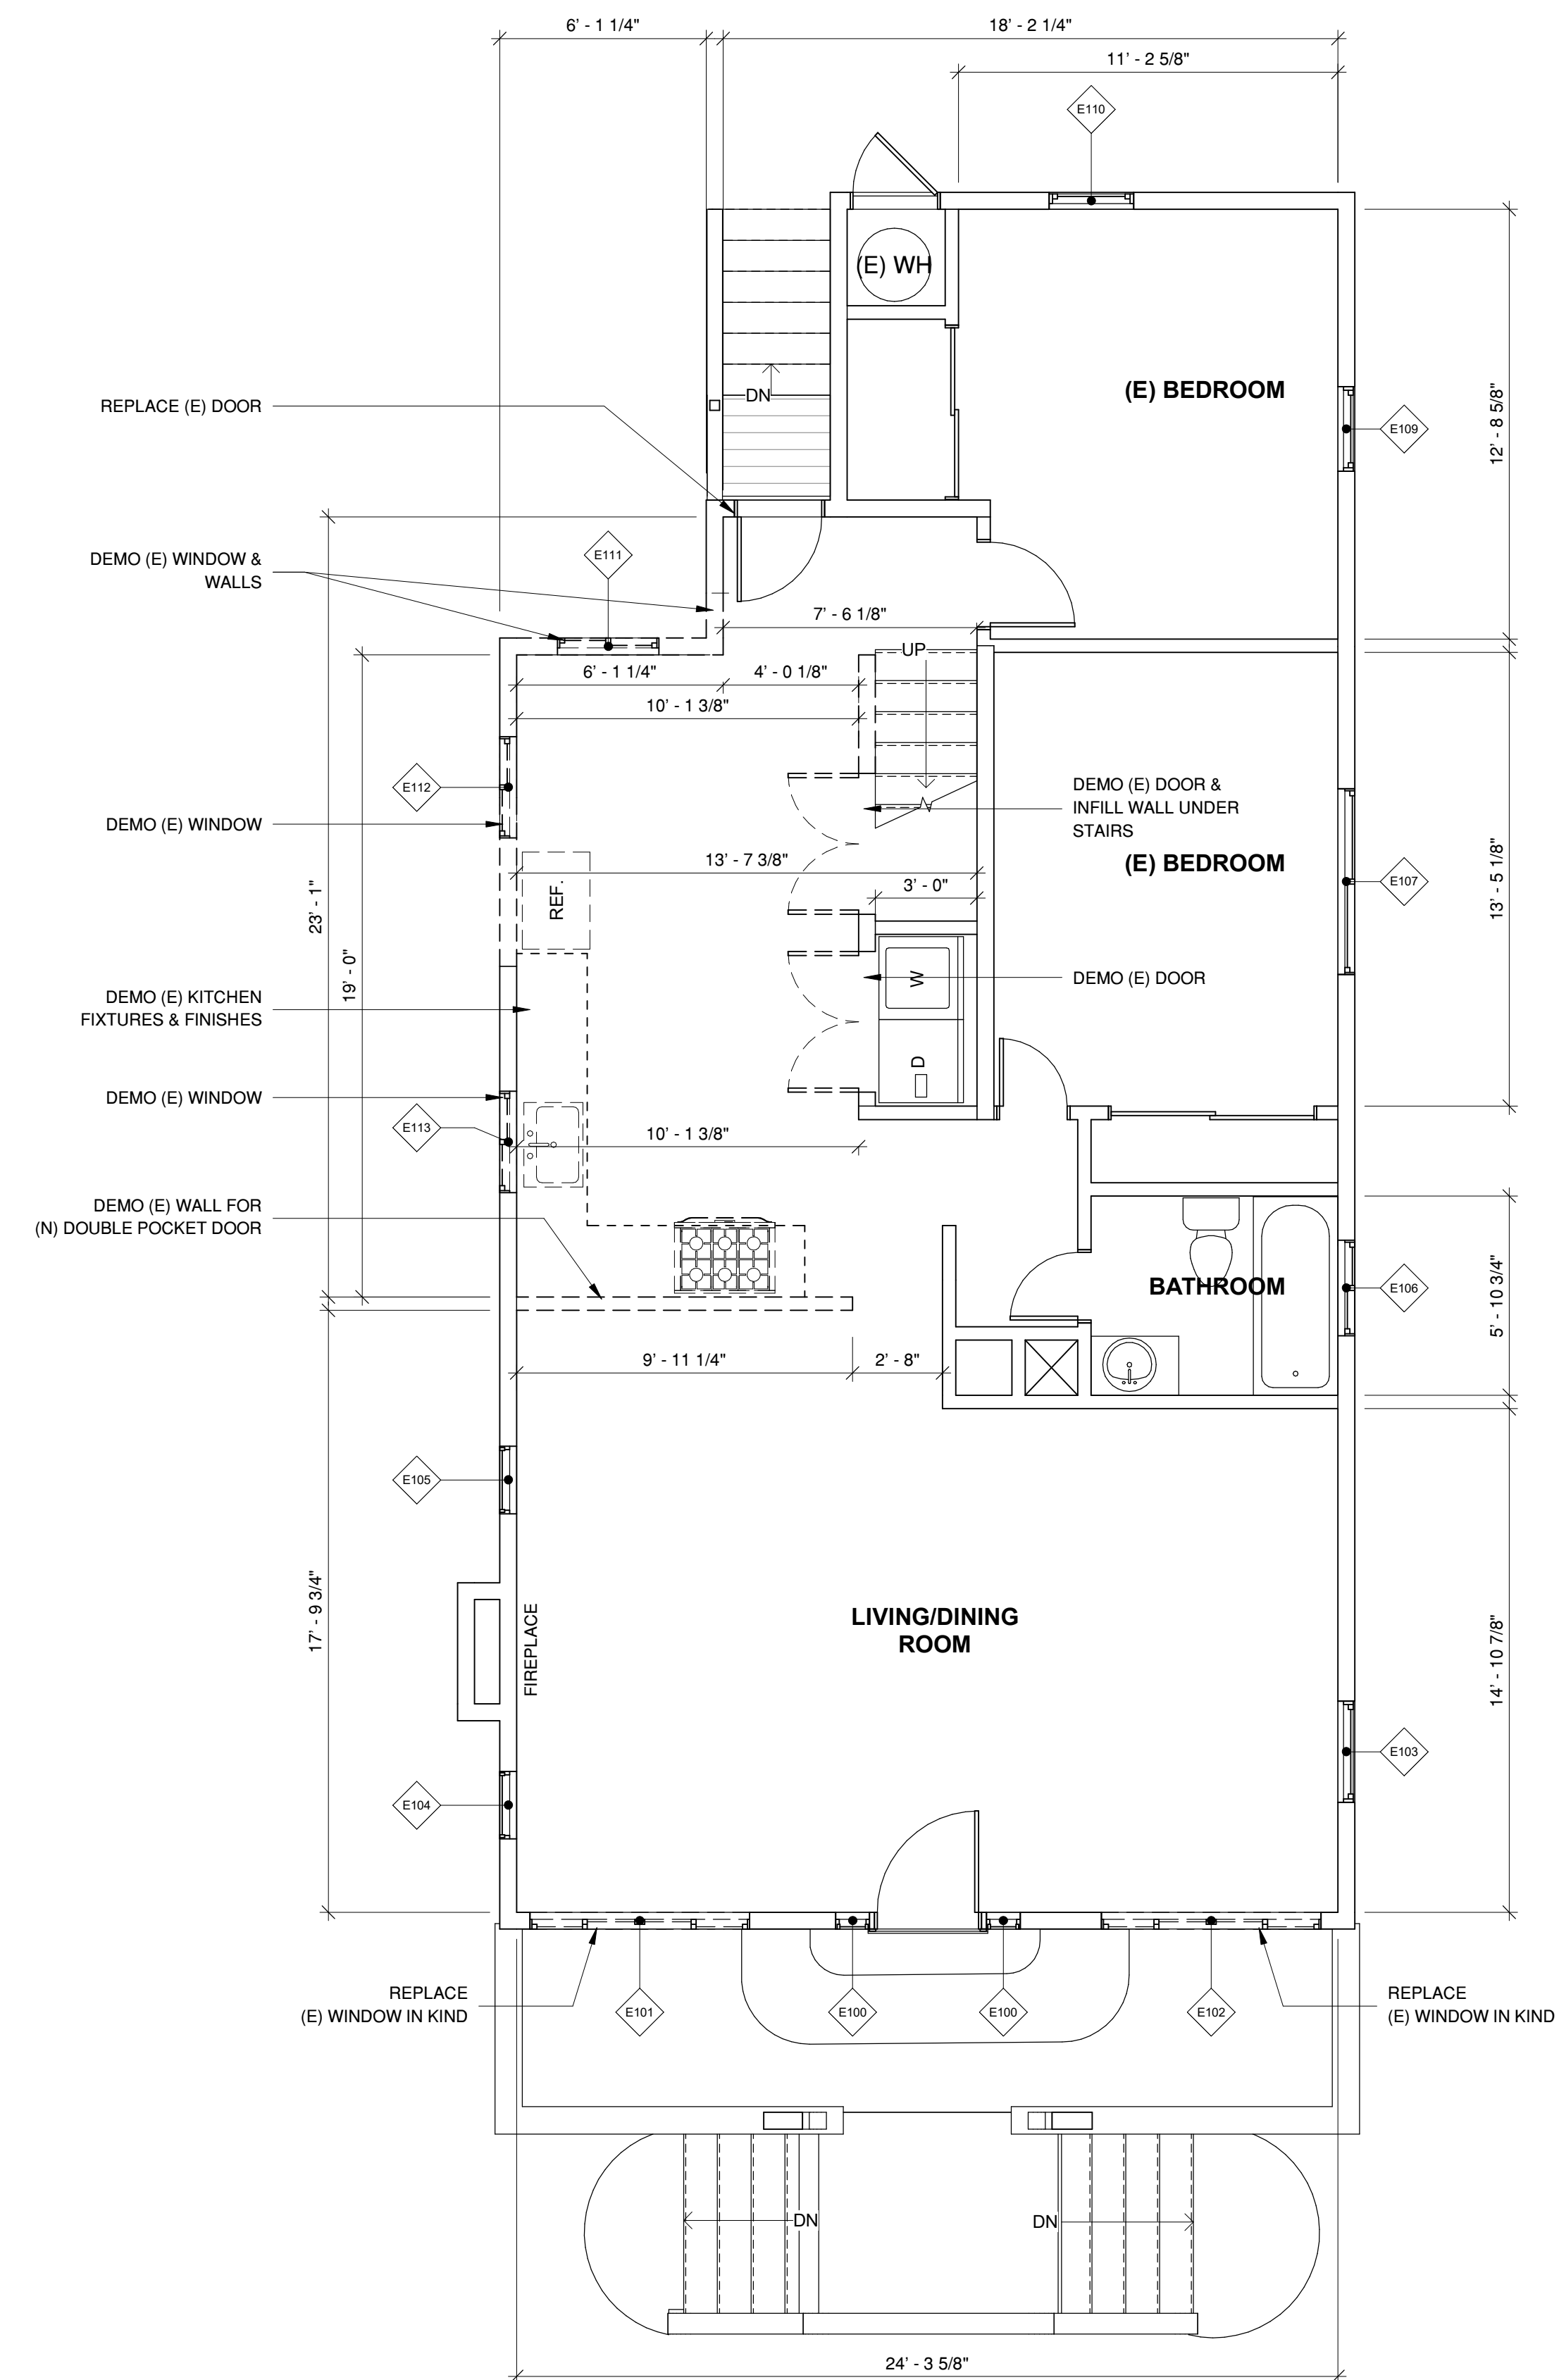 6' - 1 1/4"
18' - 2 1/4"
11' - 2 5/8"
E110
(E) WH
(E) BEDROOM
REPLACE (E) DOOR
DN
E109
12' - 8 5/8"
DEMO (E) WINDOW &
WALLS
E111
7' - 6 1/8"
UP
6' - 1 1/4"
4' - 0 1/8"
10' - 1 3/8"
E112
DEMO (E) WINDOW
DEMO (E) DOOR &
INFILL WALL UNDER
STAIRS
13' - 7 3/8"
(E) BEDROOM
3' - 0"
REF.
E107
13' - 5 1/8"
23' - 1"
19' - 0"
W
DEMO (E) DOOR
DEMO (E) KITCHEN
FIXTURES & FINISHES
D
DEMO (E) WINDOW
E113
10' - 1 3/8"
DEMO (E) WALL FOR
(N) DOUBLE POCKET DOOR
BATHROOM
E106
5' - 10 3/4"
9' - 11 1/4"
2' - 8"
E105
17' - 9 3/4"
FIREPLACE
LIVING/DINING
ROOM
14' - 10 7/8"
E103
E104
REPLACE
(E) WINDOW IN KIND
E101
E100
E100
E102
REPLACE
(E) WINDOW IN KIND
DN
DN
24' - 3 5/8"